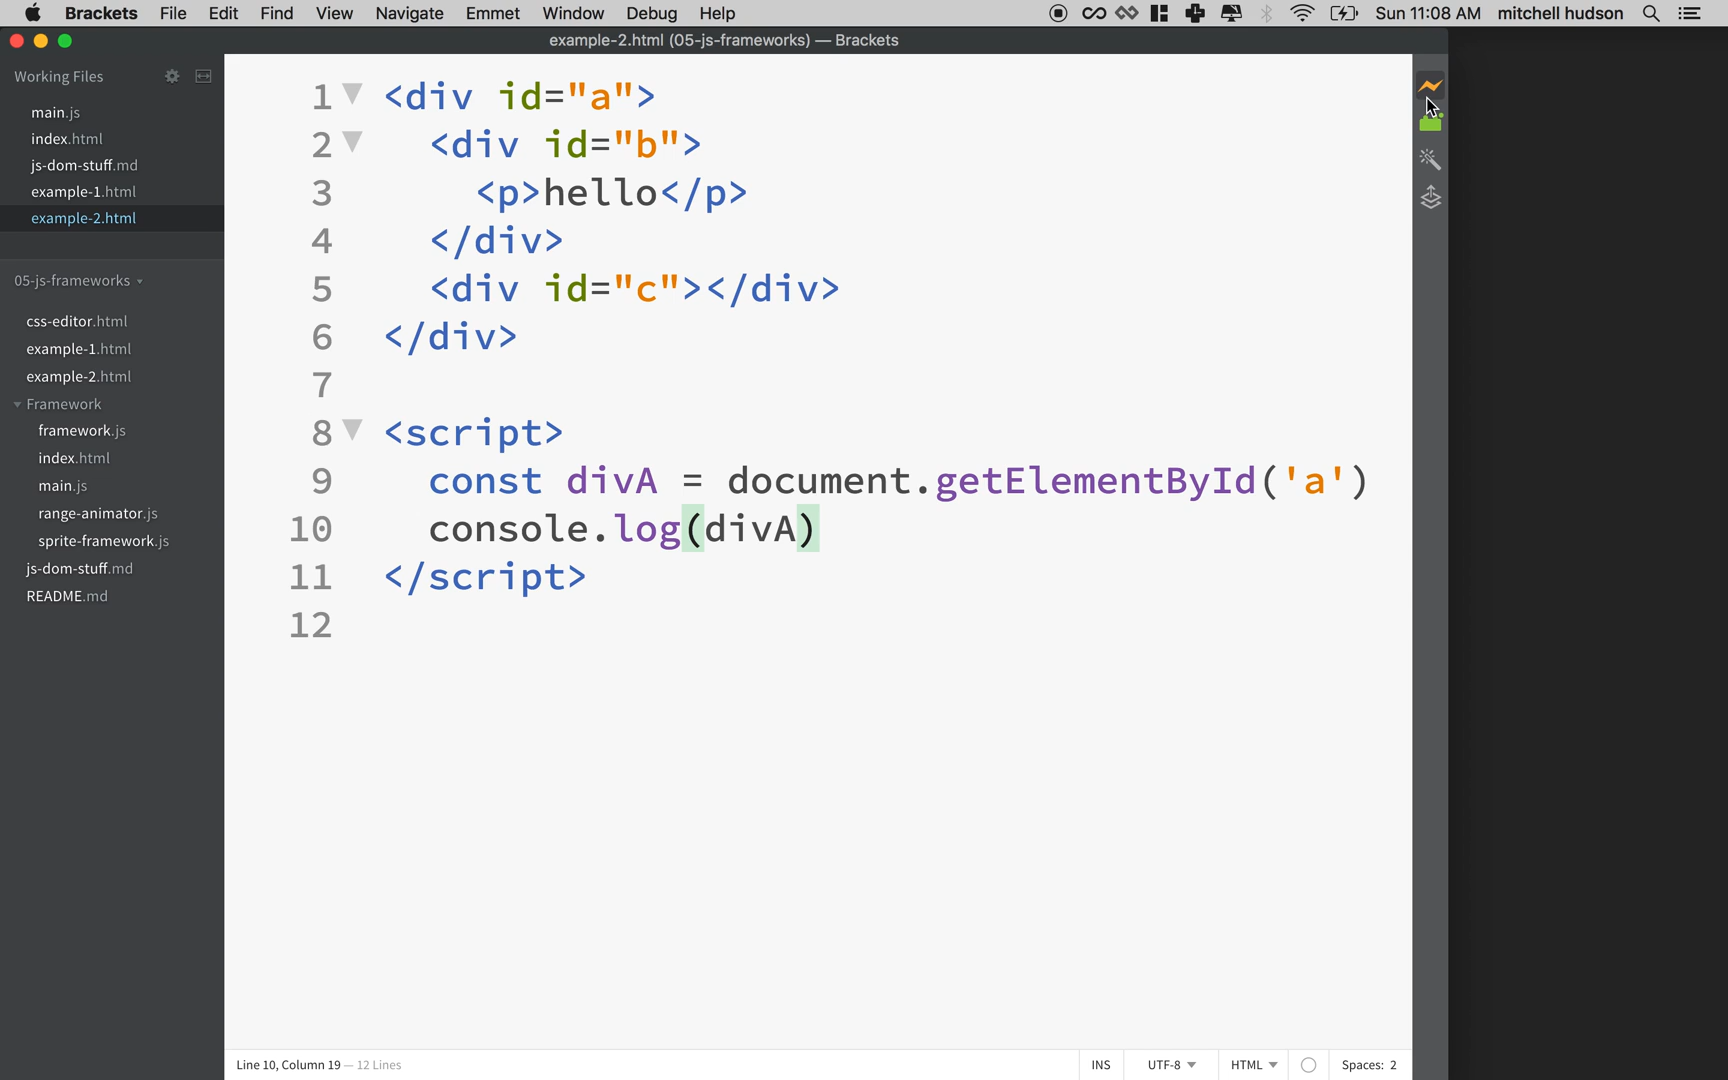 Brackets File Edit Find View Navigate Emmet Window Debug Help Sun 11:08 AM mitchell hudson
example-2.html (05-js-frameworks) — Brackets
Working Files
main.js
index.html
js-dom-stuff.md
example-1.html
example-2.html
05-js-frameworks
css-editor.html
example-1.html
example-2.html
Framework
framework.js
index.html
main.js
range-animator.js
sprite-framework.js
js-dom-stuff.md
README.md
1 <div id="a">
2   <div id="b">
3     <p>hello</p>
4   </div>
5   <div id="c"></div>
6 </div>
7
8 <script>
9   const divA = document.getElementById('a')
10   console.log(divA)
11 </script>
12
Line 10, Column 19 — 12 Lines INS UTF-8 HTML Spaces: 2